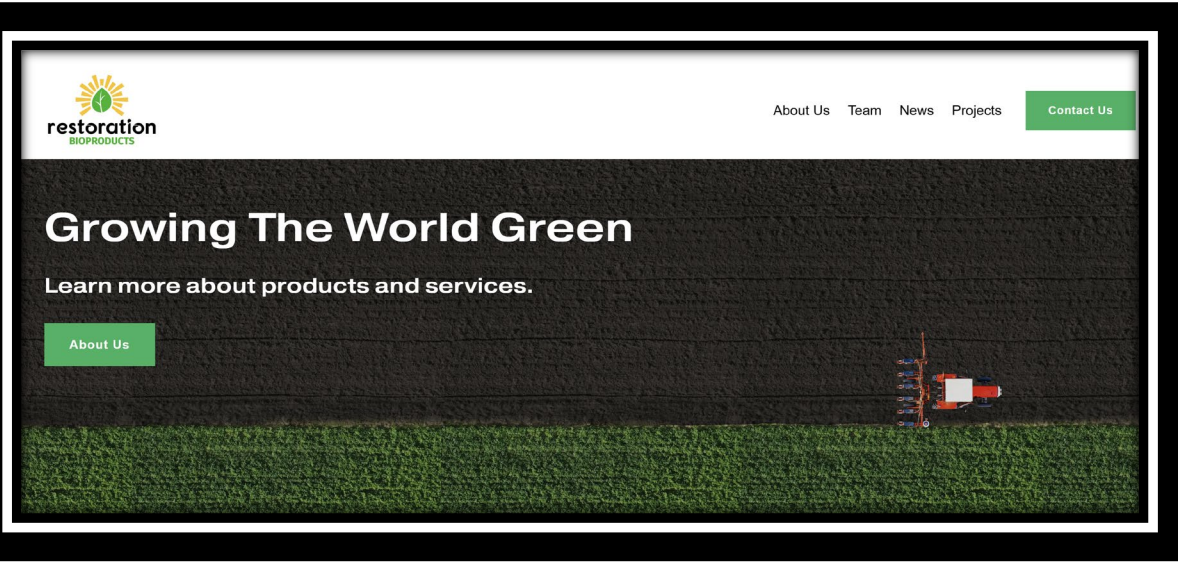 restoration
BIOPRODUCTS
About Us Team News Projects Contact Us
Growing The World Green
Learn more about products and services.
About Us